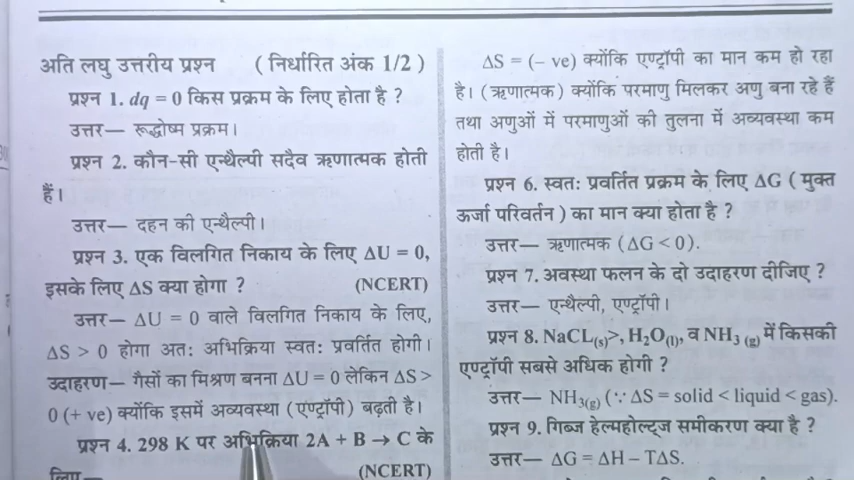 अति लघु उत्तरीय प्रश्न ( निर्धारित अंक 1/2 )
प्रश्न 1. dq = 0 किस प्रक्रम के लिए होता है ?
उत्तर— रूद्धोष्म प्रक्रम।
प्रश्न 2. कौन-सी एन्थैल्पी सदैव ऋणात्मक होती
हैं।
उत्तर— दहन की एन्थैल्पी।
प्रश्न 3. एक विलगित निकाय के लिए ΔU = 0,
इसके लिए ΔS क्या होगा ? (NCERT)
उत्तर— ΔU = 0 वाले विलगित निकाय के लिए,
ΔS > 0 होगा अतः अभिक्रिया स्वतः प्रवर्तित होगी।
उदाहरण— गैसों का मिश्रण बनना ΔU = 0 लेकिन ΔS >
0 (+ ve) क्योंकि इसमें अव्यवस्था (एण्ट्रॉपी) बढ़ती है।
प्रश्न 4. 298 K पर अभिक्रिया 2A + B → C के
लिए— (NCERT)
ΔS = (– ve) क्योंकि एण्ट्रॉपी का मान कम हो रहा
है। (ऋणात्मक) क्योंकि परमाणु मिलकर अणु बना रहे हैं
तथा अणुओं में परमाणुओं की तुलना में अव्यवस्था कम
होती है।
प्रश्न 6. स्वतः प्रवर्तित प्रक्रम के लिए ΔG ( मुक्त
ऊर्जा परिवर्तन ) का मान क्या होता है ?
उत्तर— ऋणात्मक (ΔG < 0).
प्रश्न 7. अवस्था फलन के दो उदाहरण दीजिए ?
उत्तर— एन्थैल्पी, एण्ट्रॉपी।
प्रश्न 8. NaCL(s)>, H2O(l), व NH3 (g) में किसकी
एण्ट्रॉपी सबसे अधिक होगी ?
उत्तर— NH3(g) (∵ ΔS = solid < liquid < gas).
प्रश्न 9. गिब्ज हेल्महोल्ट्ज समीकरण क्या है ?
उत्तर— ΔG = ΔH – TΔS.